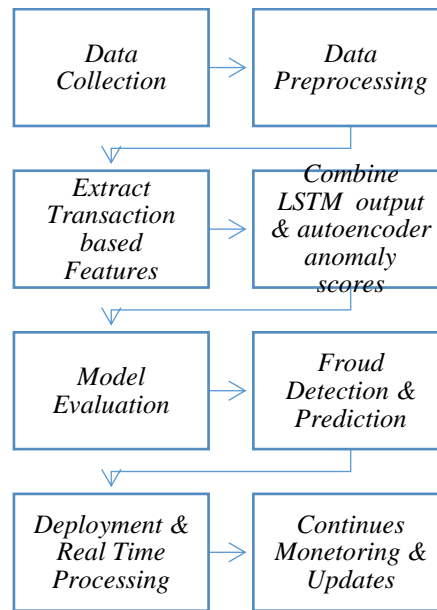 Data
Collection
Data
Preprocessing
Extract
Transaction
based
Features
Combine
LSTM output
& autoencoder
anomaly
scores
Model
Evaluation
Froud
Detection &
Prediction
Deployment &
Real Time
Processing
Continues
Monetoring &
Updates